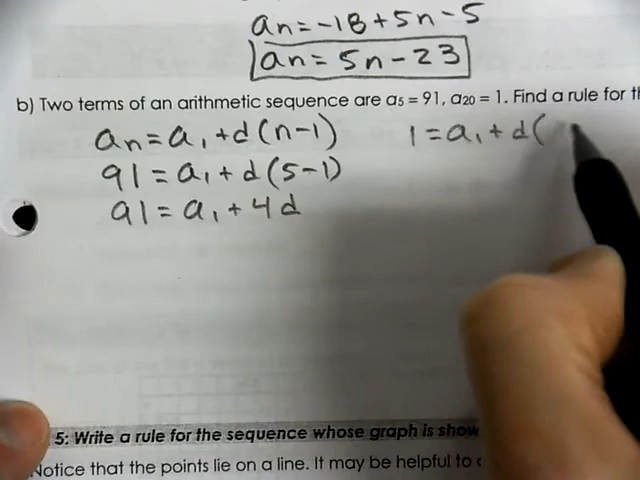 an = -18 + 5n - 5
an = 5n - 23
b) Two terms of an arithmetic sequence are a5 = 91, a20 = 1. Find a rule for
an = a1 + d(n-1)
1 = a1 + d(
91 = a1 + d(5-1)
91 = a1 + 4d
5: Write a rule for the sequence whose graph is show
Notice that the points lie on a line. It may be helpful to